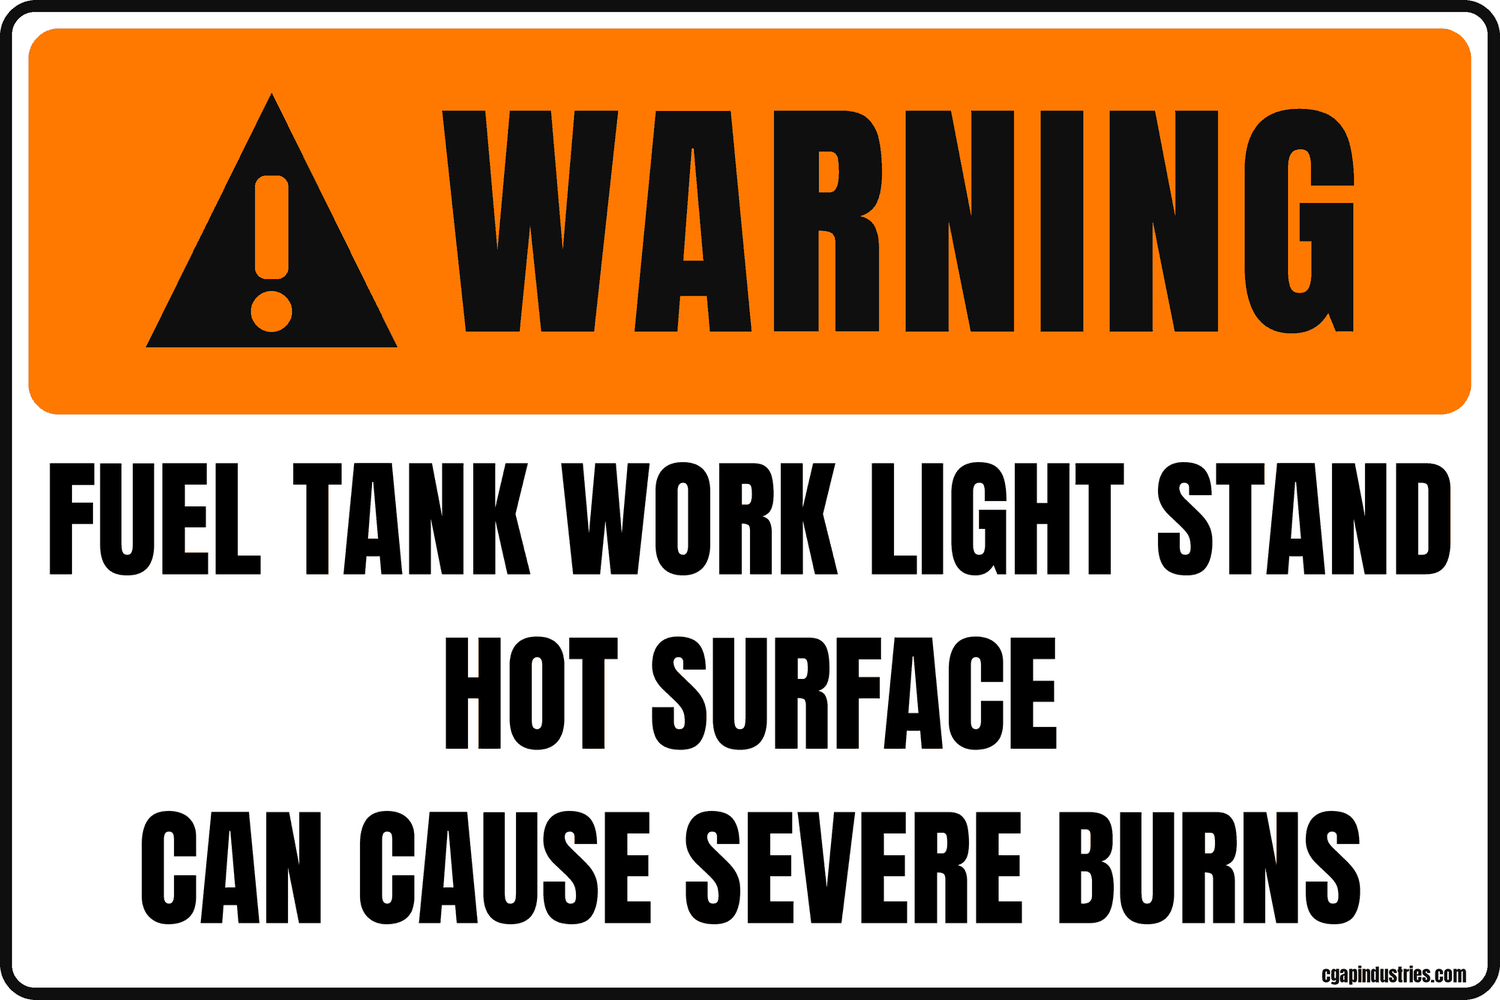 WARNING
FUEL TANK WORK LIGHT STAND
HOT SURFACE
CAN CAUSE SEVERE BURNS
cgapindustries.com